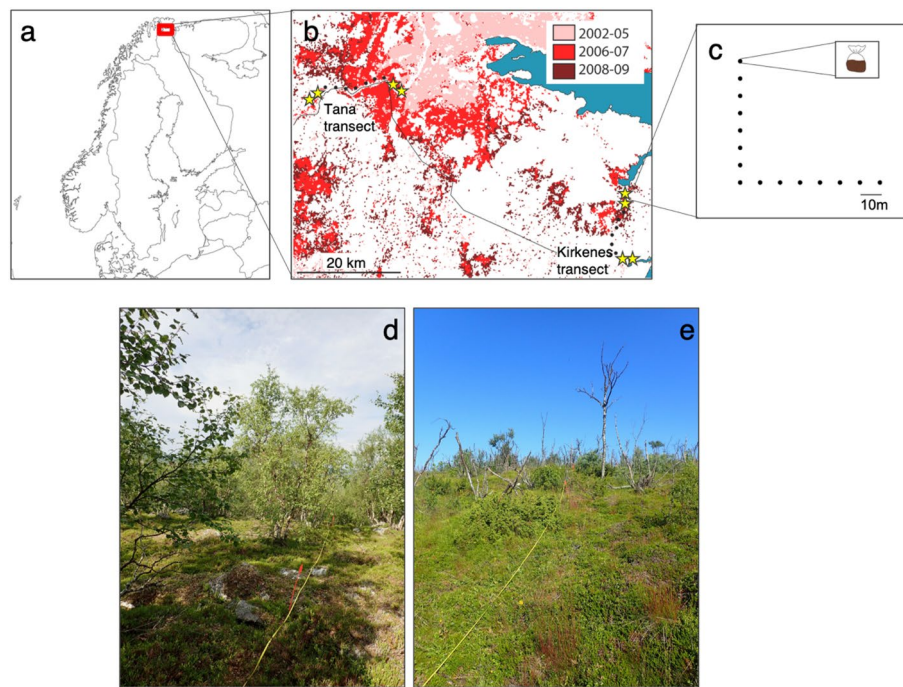 a
b
2002-05
2006-07
2008-09
Tana
transect
20 km
Kirkenes
transect
c
10m
d
e